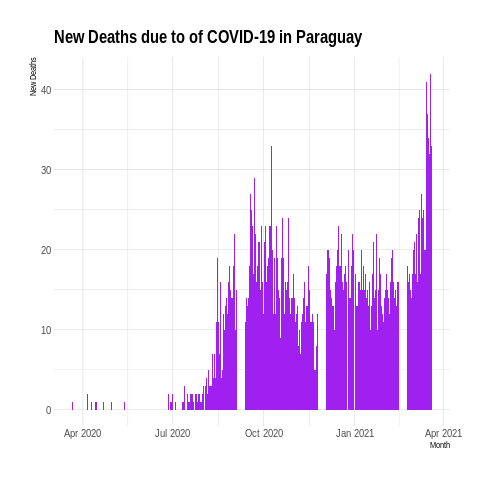 New Deaths due to of COVID-19 in Paraguay
New Deaths
40
30
20
10
0
Apr 2020 Jul 2020 Oct 2020 Jan 2021 Apr 2021
Month